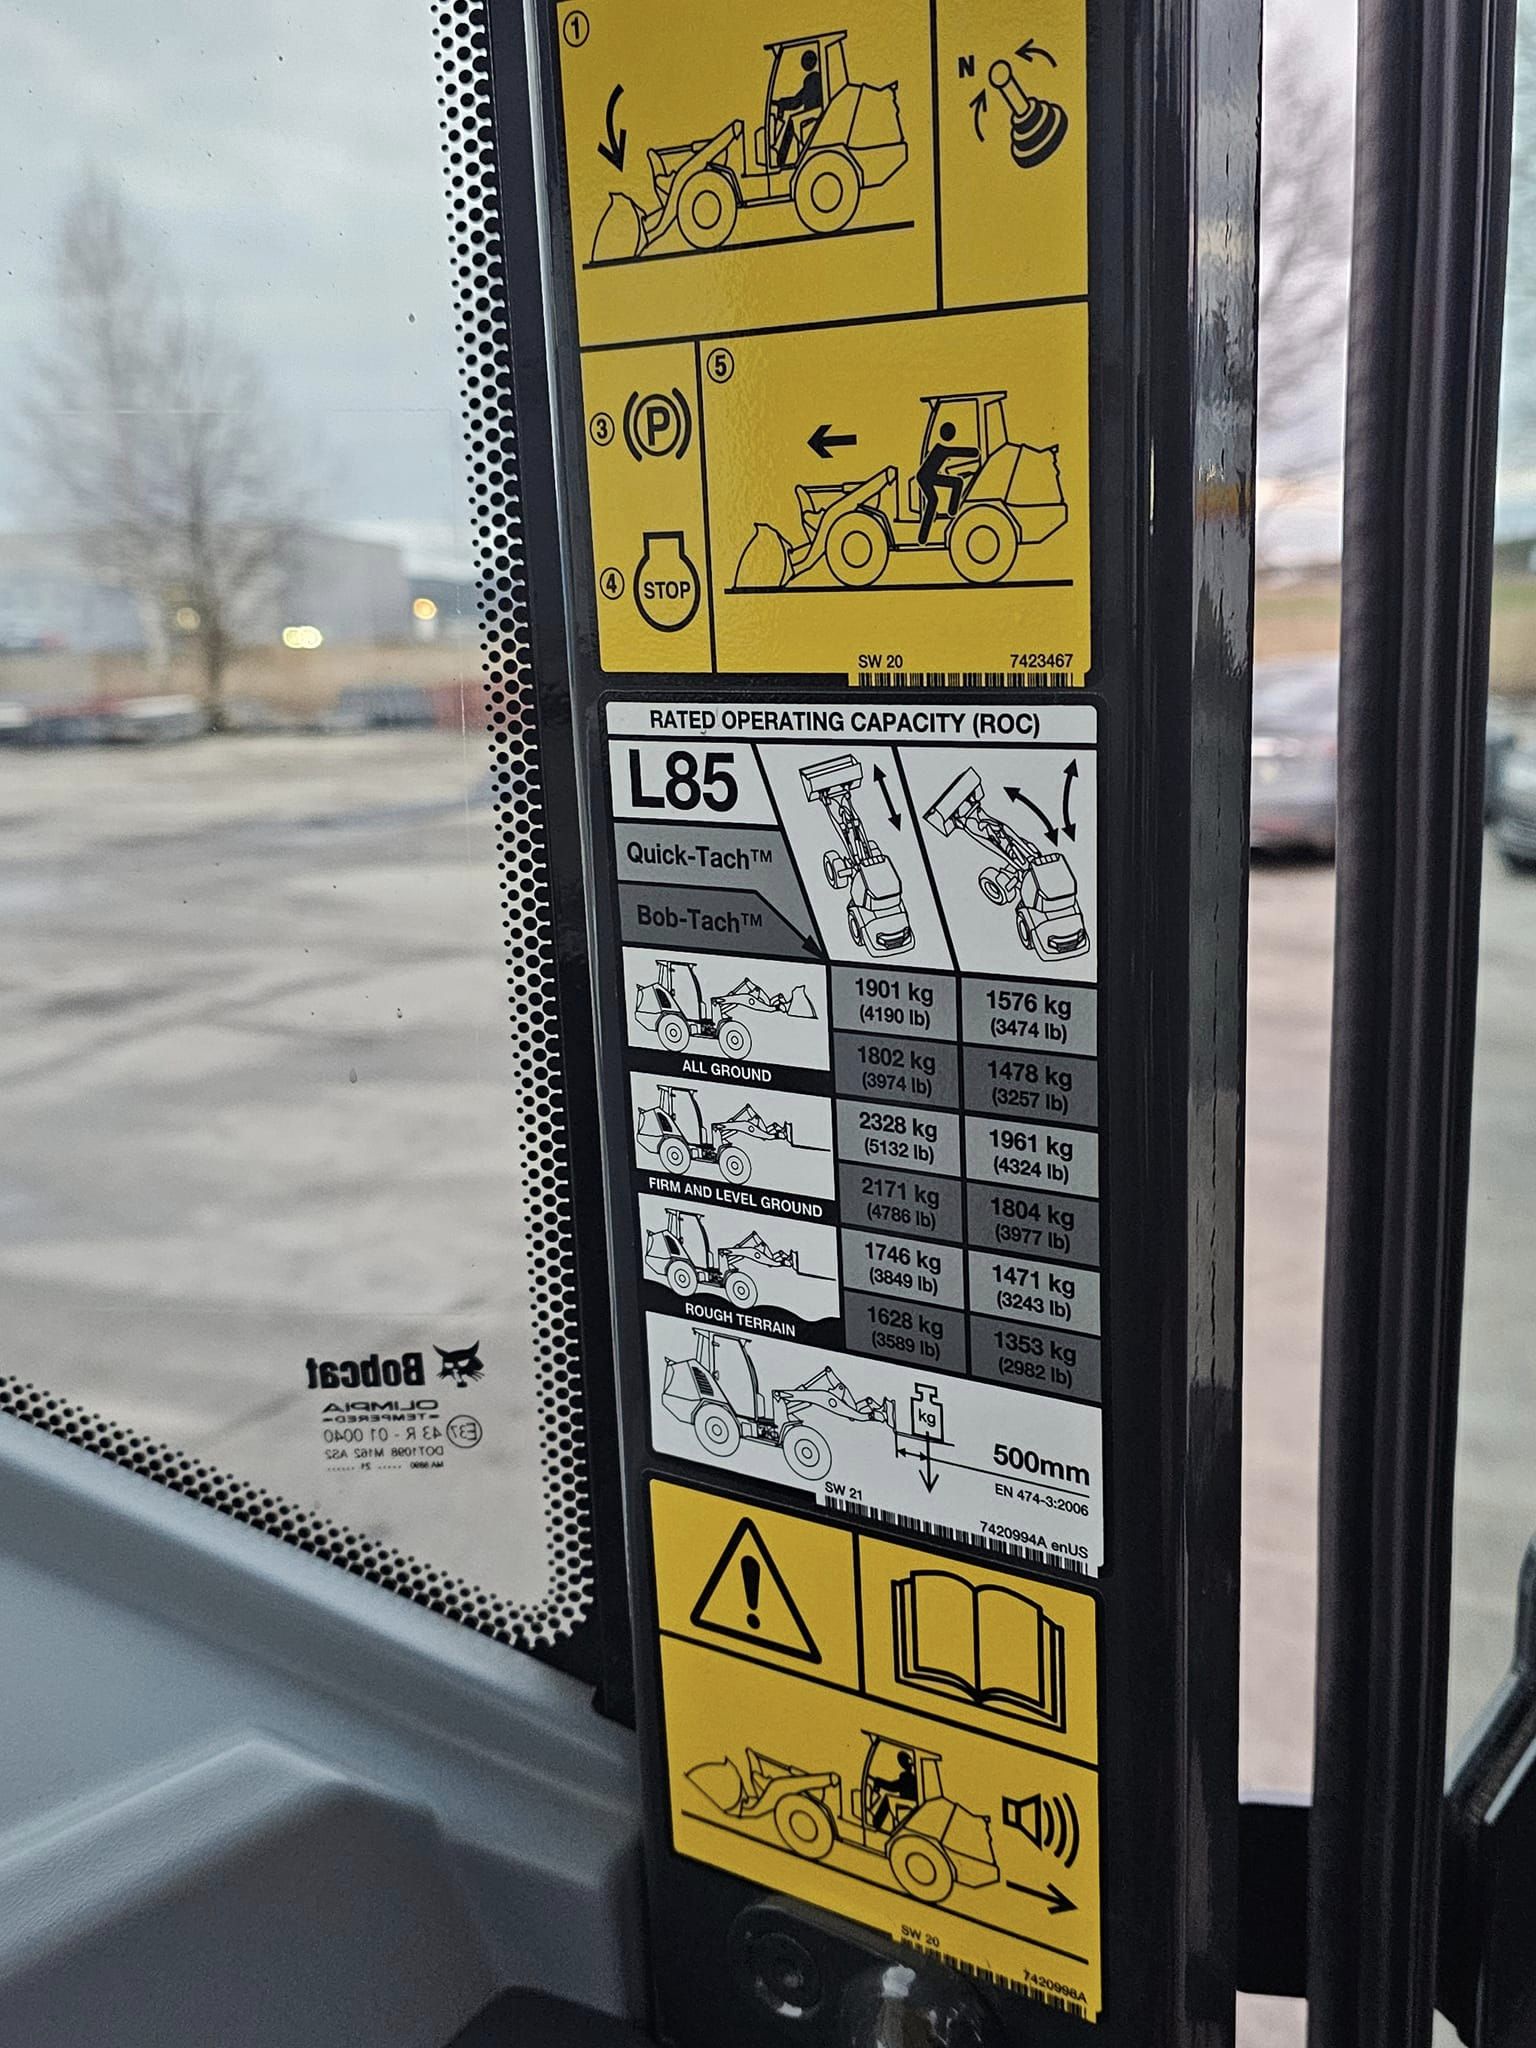 1
N
3
P
5
4
STOP
SW 20
7423467
RATED OPERATING CAPACITY (ROC)
L85
Quick-Tach™
Bob-Tach™
1901 kg
(4190 lb)
1576 kg
(3474 lb)
1802 kg
(3974 lb)
1478 kg
(3257 lb)
ALL GROUND
2328 kg
(5132 lb)
1961 kg
(4324 lb)
2171 kg
(4786 lb)
1804 kg
(3977 lb)
FIRM AND LEVEL GROUND
1746 kg
(3849 lb)
1471 kg
(3243 lb)
1628 kg
(3589 lb)
1353 kg
(2982 lb)
ROUGH TERRAIN
kg
500mm
EN 474-3:2006
SW 21
7420994A enUS
Bobcat
OLIMPIA
-TEMPERED-
E37 43 R - 01 0040
DOT1098 M162 AS2
SW 20
7420998A